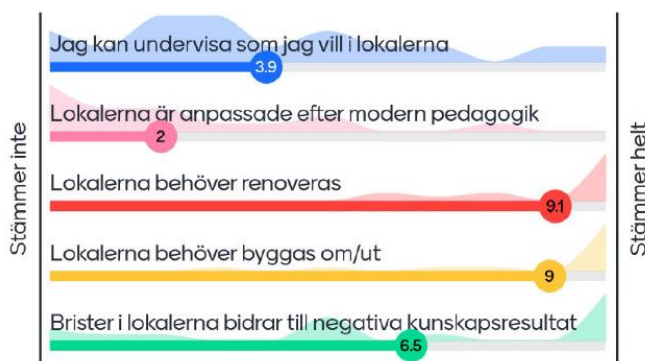 Stämmer inte
Jag kan undervisa som jag vill i lokalerna
3.9
Lokalerna är anpassade efter modern pedagogik
2
Lokalerna behöver renoveras
9.1
Lokalerna behöver byggas om/ut
9
Brister i lokalerna bidrar till negativa kunskapsresultat
6.5
Stämmer helt